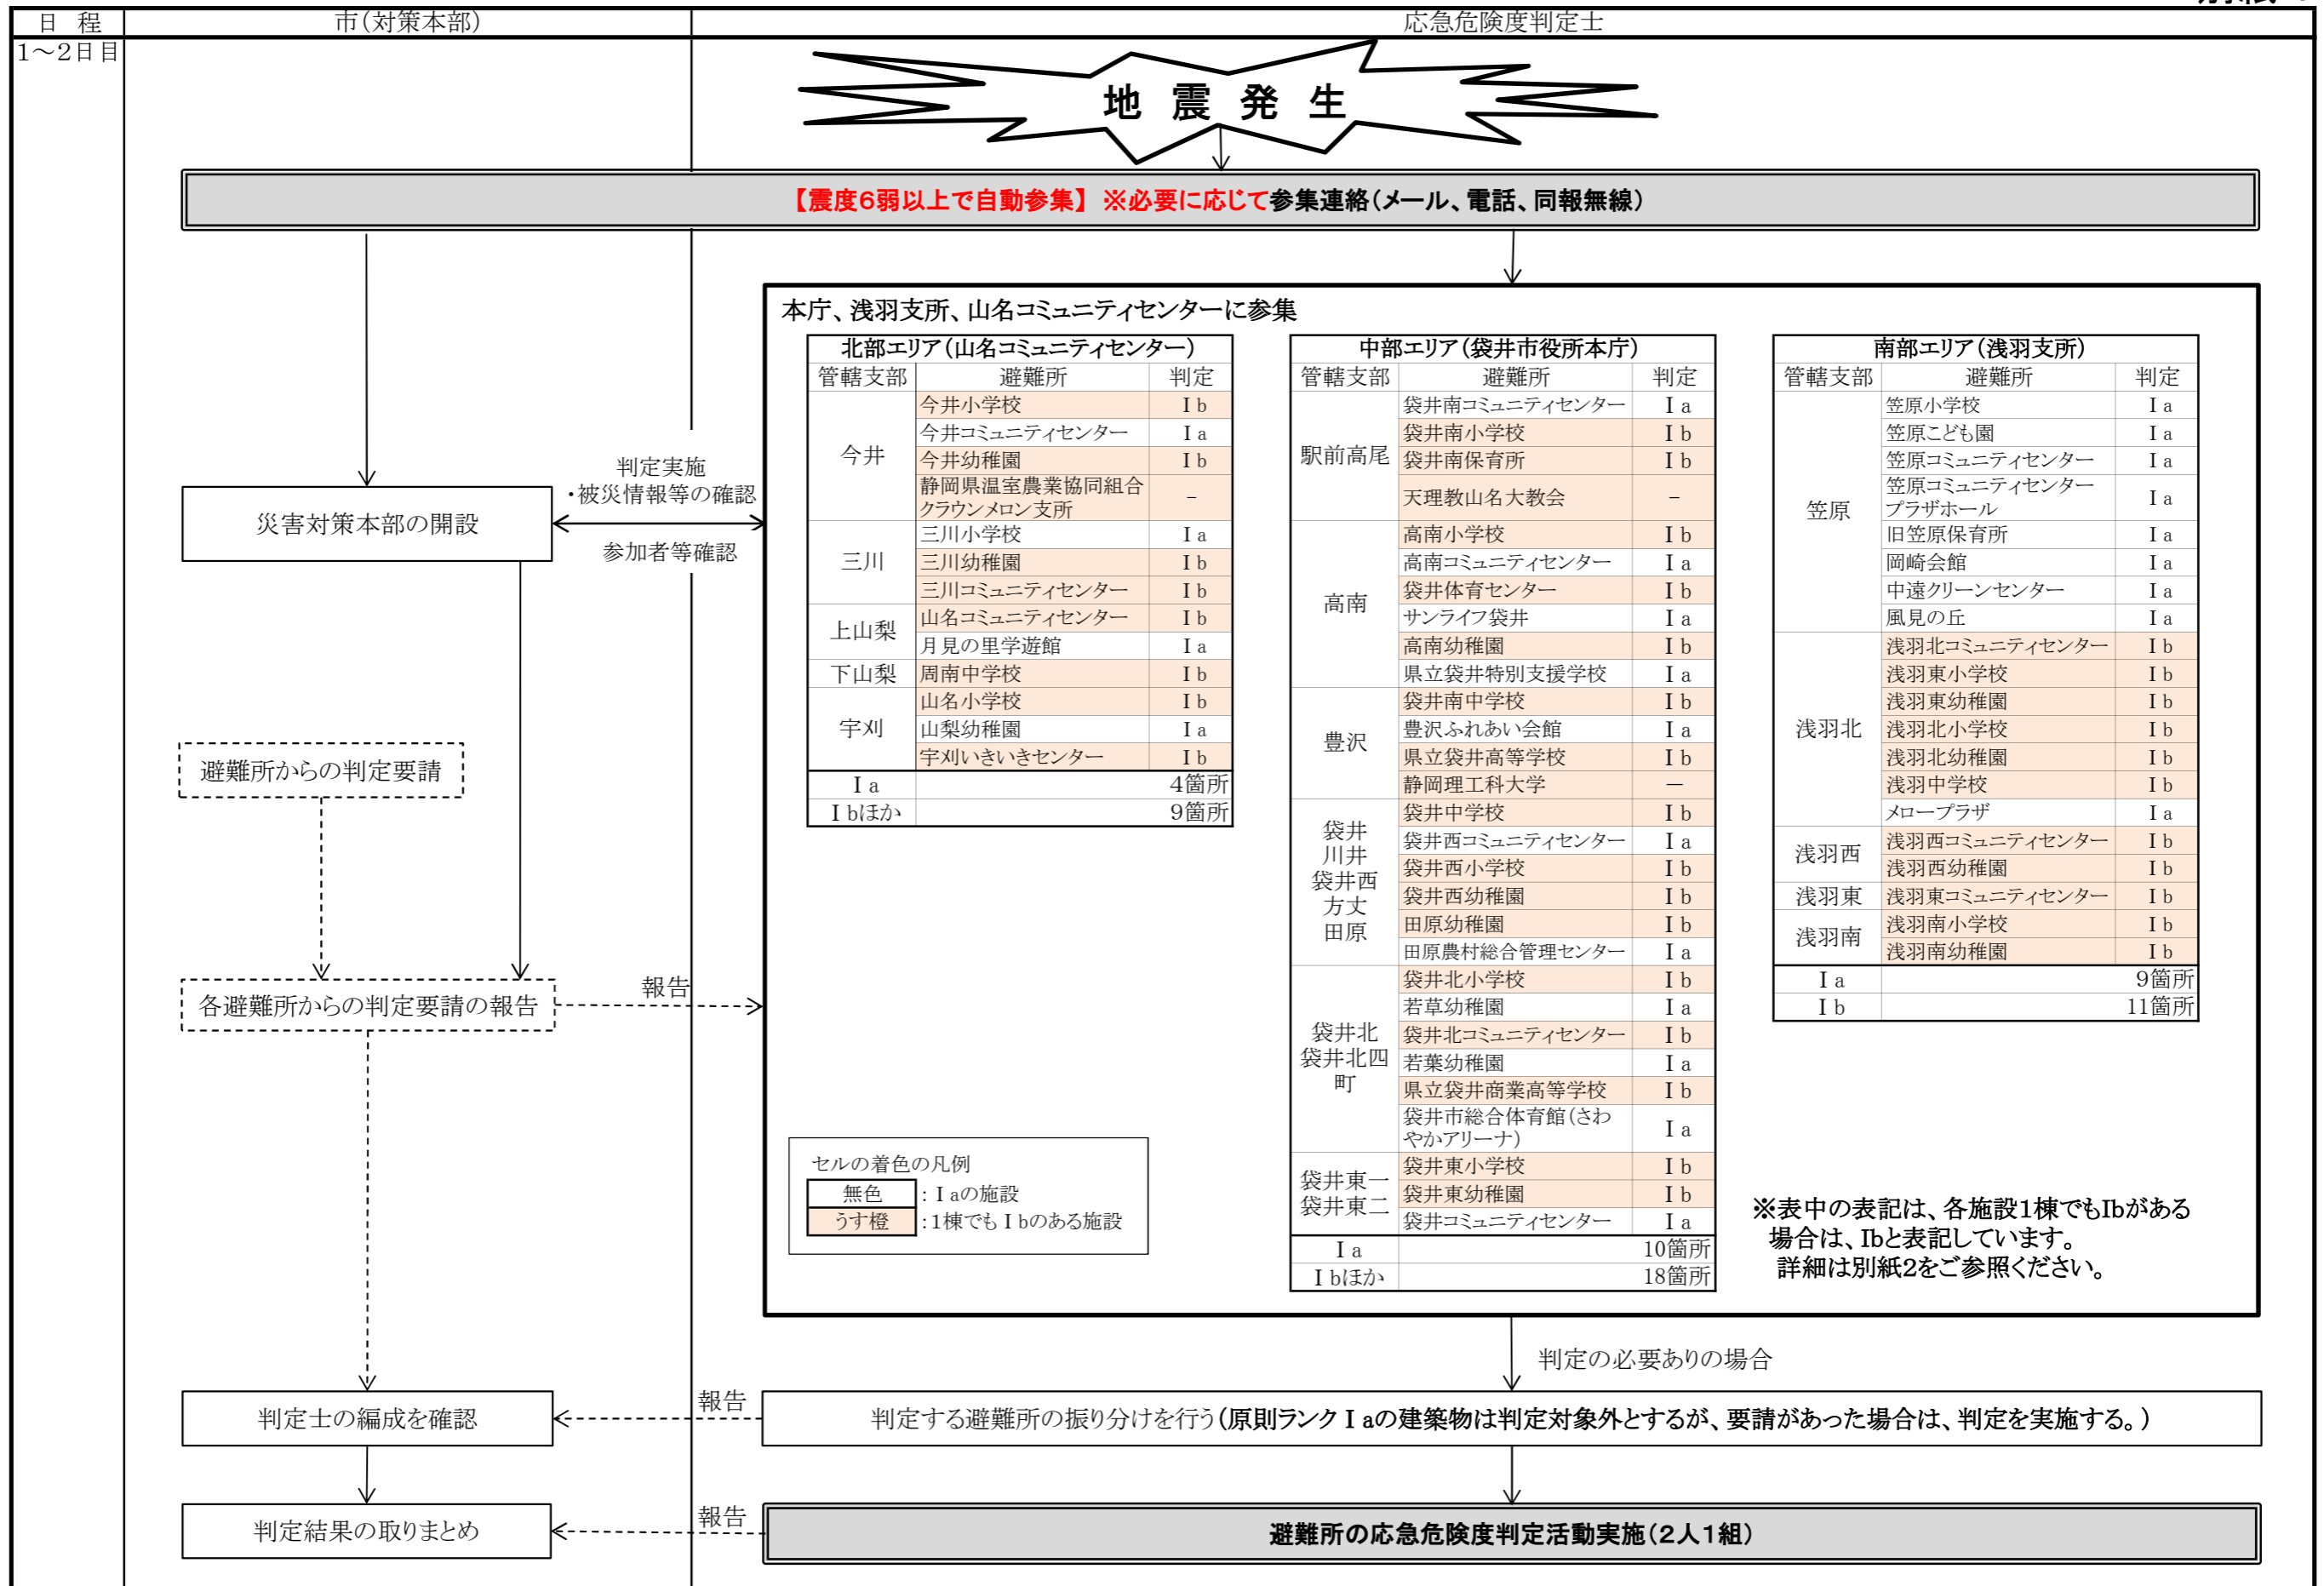 日 程 市(対策本部) 応急危険度判定士
1～2日目
地 震 発 生
【震度6弱以上で自動参集】 ※必要に応じて参集連絡(メール、電話、同報無線)
本庁、浅羽支所、山名コミュニティセンターに参集
北部エリア(山名コミュニティセンター)
管轄支部 避難所 判定
今井
今井小学校 Ⅰb
今井コミュニティセンター Ⅰa
今井幼稚園 Ⅰb
静岡県温室農業協同組合
クラウンメロン支所 －
三川
三川小学校 Ⅰa
三川幼稚園 Ⅰb
三川コミュニティセンター Ⅰb
上山梨
山名コミュニティセンター Ⅰb
月見の里学遊館 Ⅰa
下山梨 周南中学校 Ⅰb
宇刈
山名小学校 Ⅰb
山梨幼稚園 Ⅰa
宇刈いきいきセンター Ⅰb
Ⅰa 4箇所
Ⅰbほか 9箇所
中部エリア(袋井市役所本庁)
管轄支部 避難所 判定
駅前高尾
袋井南コミュニティセンター Ⅰa
袋井南小学校 Ⅰb
袋井南保育所 Ⅰb
天理教山名大教会 －
高南
高南小学校 Ⅰb
高南コミュニティセンター Ⅰa
袋井体育センター Ⅰb
サンライフ袋井 Ⅰa
高南幼稚園 Ⅰb
県立袋井特別支援学校 Ⅰa
豊沢
袋井南中学校 Ⅰb
豊沢ふれあい会館 Ⅰa
県立袋井高等学校 Ⅰb
静岡理工科大学 －
袋井
川井
袋井西
方丈
田原
袋井中学校 Ⅰb
袋井西コミュニティセンター Ⅰa
袋井西小学校 Ⅰb
袋井西幼稚園 Ⅰb
田原幼稚園 Ⅰb
田原農村総合管理センター Ⅰa
袋井北
袋井北四
町
袋井北小学校 Ⅰb
若草幼稚園 Ⅰa
袋井北コミュニティセンター Ⅰb
若葉幼稚園 Ⅰa
県立袋井商業高等学校 Ⅰb
袋井市総合体育館(さわ
やかアリーナ) Ⅰa
袋井東一
袋井東二
袋井東小学校 Ⅰb
袋井東幼稚園 Ⅰb
袋井コミュニティセンター Ⅰa
Ⅰa 10箇所
Ⅰbほか 18箇所
南部エリア(浅羽支所)
管轄支部 避難所 判定
笠原
笠原小学校 Ⅰa
笠原こども園 Ⅰa
笠原コミュニティセンター Ⅰa
笠原コミュニティセンター
プラザホール Ⅰa
旧笠原保育所 Ⅰa
岡崎会館 Ⅰa
中遠クリーンセンター Ⅰa
風見の丘 Ⅰa
浅羽北
浅羽北コミュニティセンター Ⅰb
浅羽東小学校 Ⅰb
浅羽東幼稚園 Ⅰb
浅羽北小学校 Ⅰb
浅羽北幼稚園 Ⅰb
浅羽中学校 Ⅰb
メロープラザ Ⅰa
浅羽西
浅羽西コミュニティセンター Ⅰb
浅羽西幼稚園 Ⅰb
浅羽東 浅羽東コミュニティセンター Ⅰb
浅羽南
浅羽南小学校 Ⅰb
浅羽南幼稚園 Ⅰb
Ⅰa 9箇所
Ⅰb 11箇所
セルの着色の凡例
無色 ：Ⅰaの施設
うす橙 ：1棟でもⅠbのある施設
※表中の表記は、各施設1棟でもⅠbがある
場合は、Ⅰbと表記しています。
詳細は別紙2をご参照ください。
災害対策本部の開設
判定実施
・被災情報等の確認
参加者等確認
避難所からの判定要請
各避難所からの判定要請の報告
報告
判定の必要ありの場合
判定士の編成を確認
報告
判定する避難所の振り分けを行う(原則ランクⅠaの建築物は判定対象外とするが、要請があった場合は、判定を実施する。)
判定結果の取りまとめ
報告
避難所の応急危険度判定活動実施(2人1組)